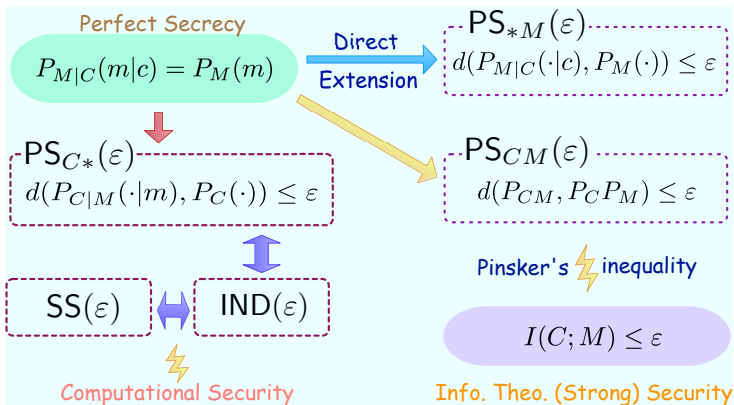 Perfect Secrecy
P_{M|C}(m|c) = P_M(m)
Direct
Extension
PS_{*M}(ε)
d(P_{M|C}(·|c), P_M(·)) ≤ ε
PS_{C*}(ε)
d(P_{C|M}(·|m), P_C(·)) ≤ ε
PS_{CM}(ε)
d(P_{CM}, P_C P_M) ≤ ε
Pinsker's inequality
SS(ε)
IND(ε)
I(C; M) ≤ ε
Computational Security
Info. Theo. (Strong) Security